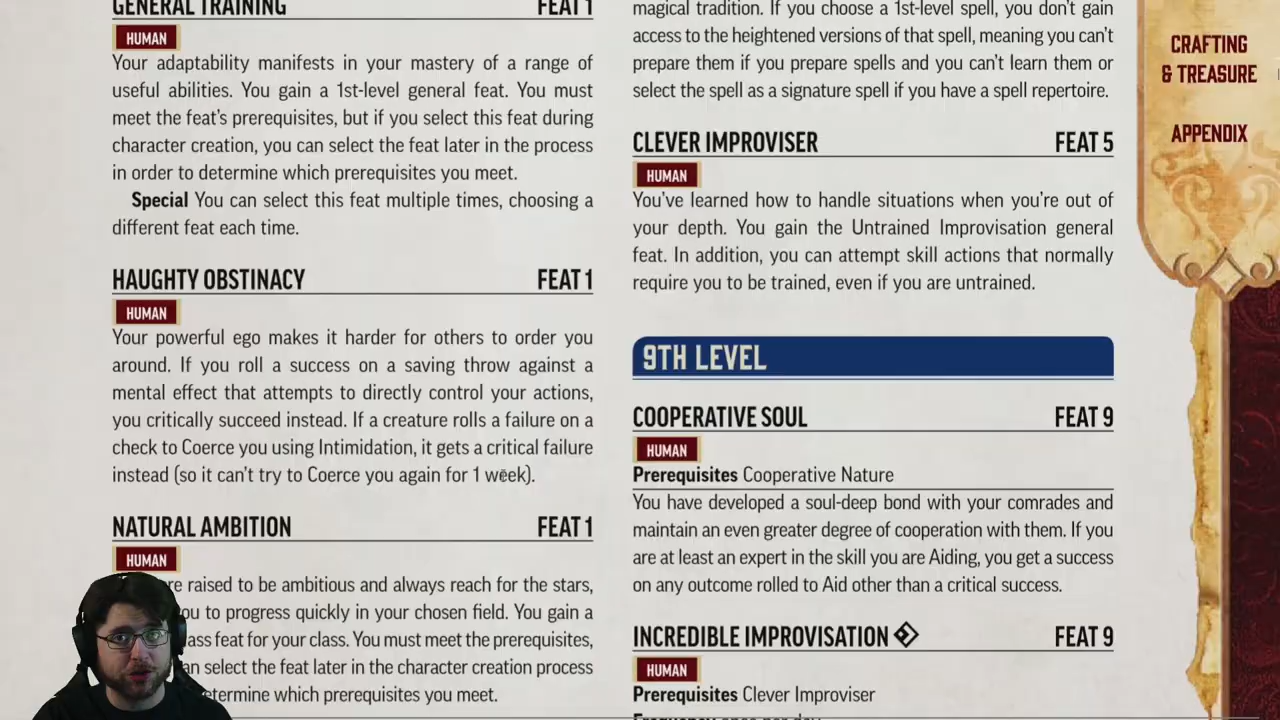 GENERAL TRAINING FEAT 1
HUMAN
Your adaptability manifests in your mastery of a range of
useful abilities. You gain a 1st-level general feat. You must
meet the feat's prerequisites, but if you select this feat during
character creation, you can select the feat later in the process
in order to determine which prerequisites you meet.
Special You can select this feat multiple times, choosing a
different feat each time.
HAUGHTY OBSTINACY FEAT 1
HUMAN
Your powerful ego makes it harder for others to order you
around. If you roll a success on a saving throw against a
mental effect that attempts to directly control your actions,
you critically succeed instead. If a creature rolls a failure on a
check to Coerce you using Intimidation, it gets a critical failure
instead (so it can't try to Coerce you again for 1 week).
NATURAL AMBITION FEAT 1
HUMAN
re raised to be ambitious and always reach for the stars,
ou to progress quickly in your chosen field. You gain a
ass feat for your class. You must meet the prerequisites,
an select the feat later in the character creation process
etermine which prerequisites you meet.
magical tradition. If you choose a 1st-level spell, you don't gain
access to the heightened versions of that spell, meaning you can't
prepare them if you prepare spells and you can't learn them or
select the spell as a signature spell if you have a spell repertoire.
CLEVER IMPROVISER FEAT 5
HUMAN
You've learned how to handle situations when you're out of
your depth. You gain the Untrained Improvisation general
feat. In addition, you can attempt skill actions that normally
require you to be trained, even if you are untrained.
9TH LEVEL
COOPERATIVE SOUL FEAT 9
HUMAN
Prerequisites Cooperative Nature
You have developed a soul-deep bond with your comrades and
maintain an even greater degree of cooperation with them. If you
are at least an expert in the skill you are Aiding, you get a success
on any outcome rolled to Aid other than a critical success.
INCREDIBLE IMPROVISATION FEAT 9
HUMAN
Prerequisites Clever Improviser
Frequency once per day
CRAFTING
& TREASURE
APPENDIX